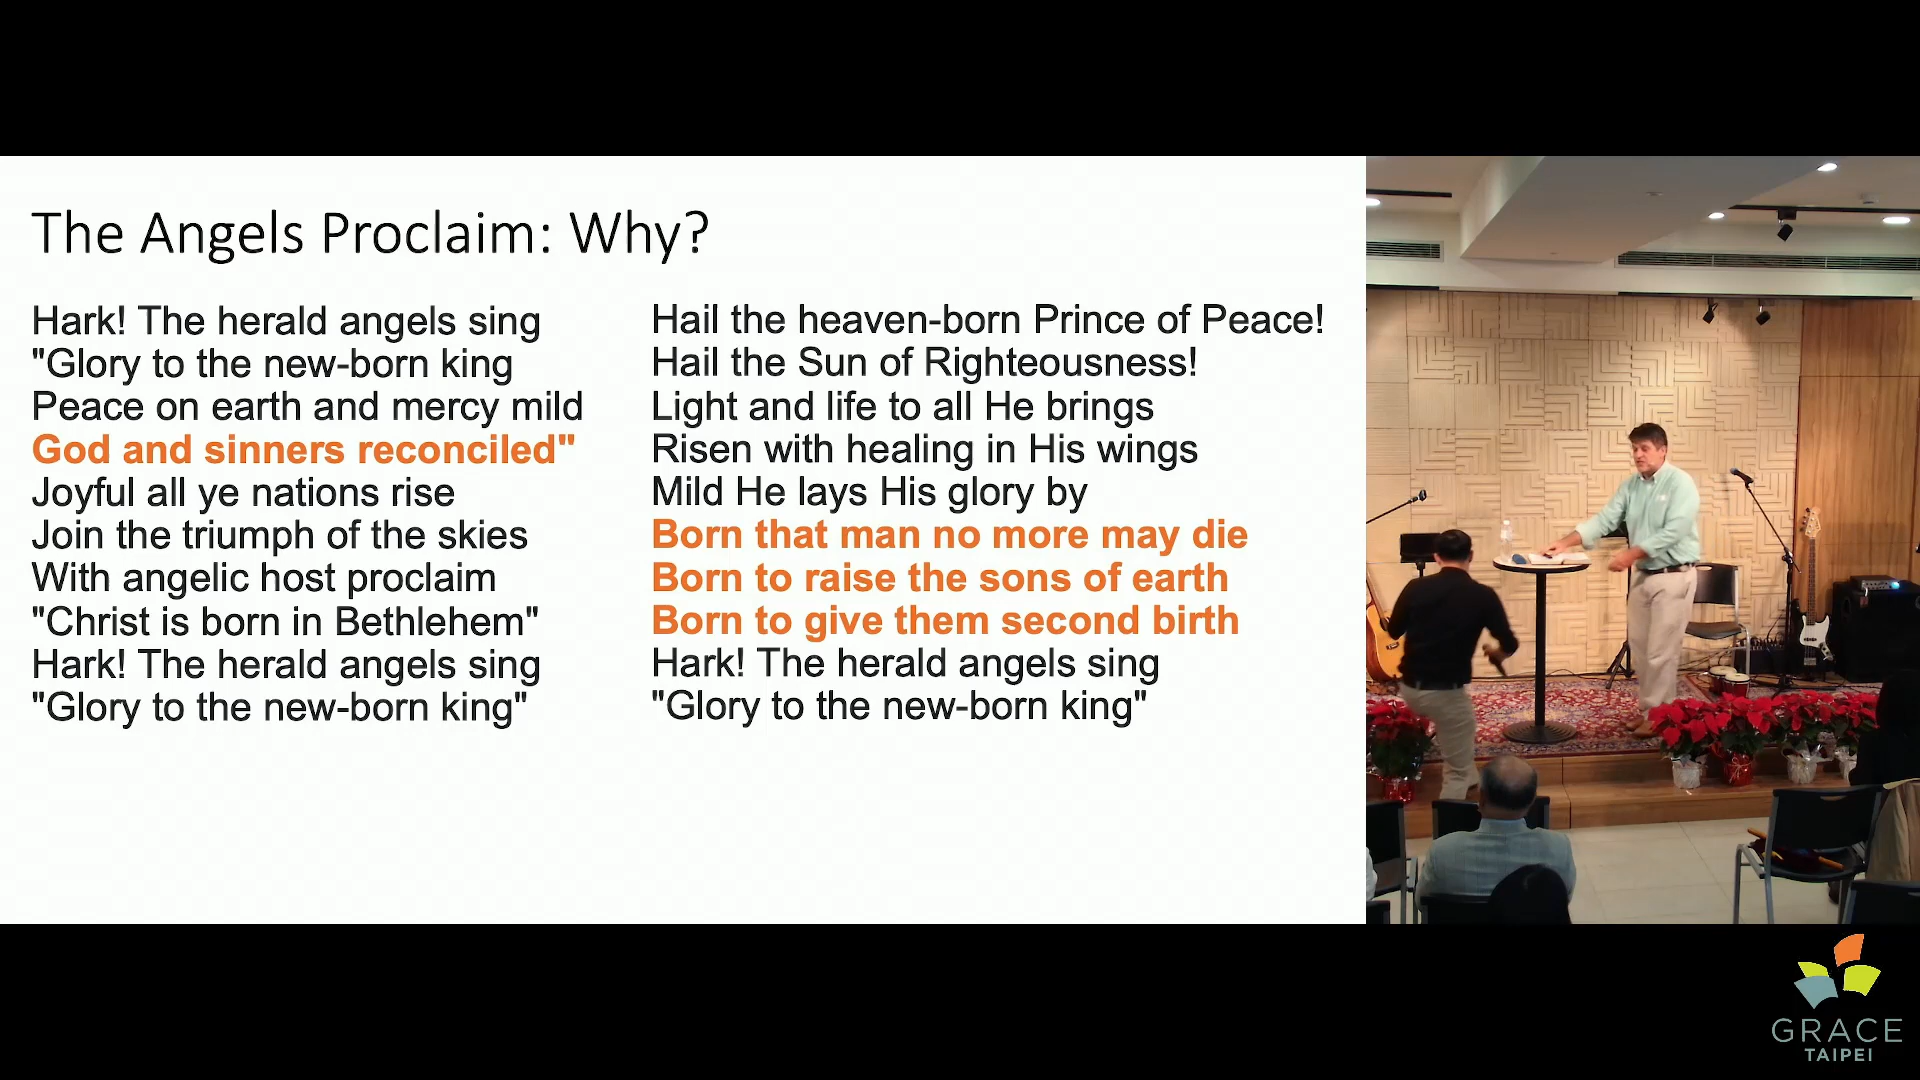 The Angels Proclaim: Why?
Hark! The herald angels sing
"Glory to the new-born king
Peace on earth and mercy mild
God and sinners reconciled"
Joyful all ye nations rise
Join the triumph of the skies
With angelic host proclaim
"Christ is born in Bethlehem"
Hark! The herald angels sing
"Glory to the new-born king"
Hail the heaven-born Prince of Peace!
Hail the Sun of Righteousness!
Light and life to all He brings
Risen with healing in His wings
Mild He lays His glory by
Born that man no more may die
Born to raise the sons of earth
Born to give them second birth
Hark! The herald angels sing
"Glory to the new-born king"
GRACE
TAIPEI